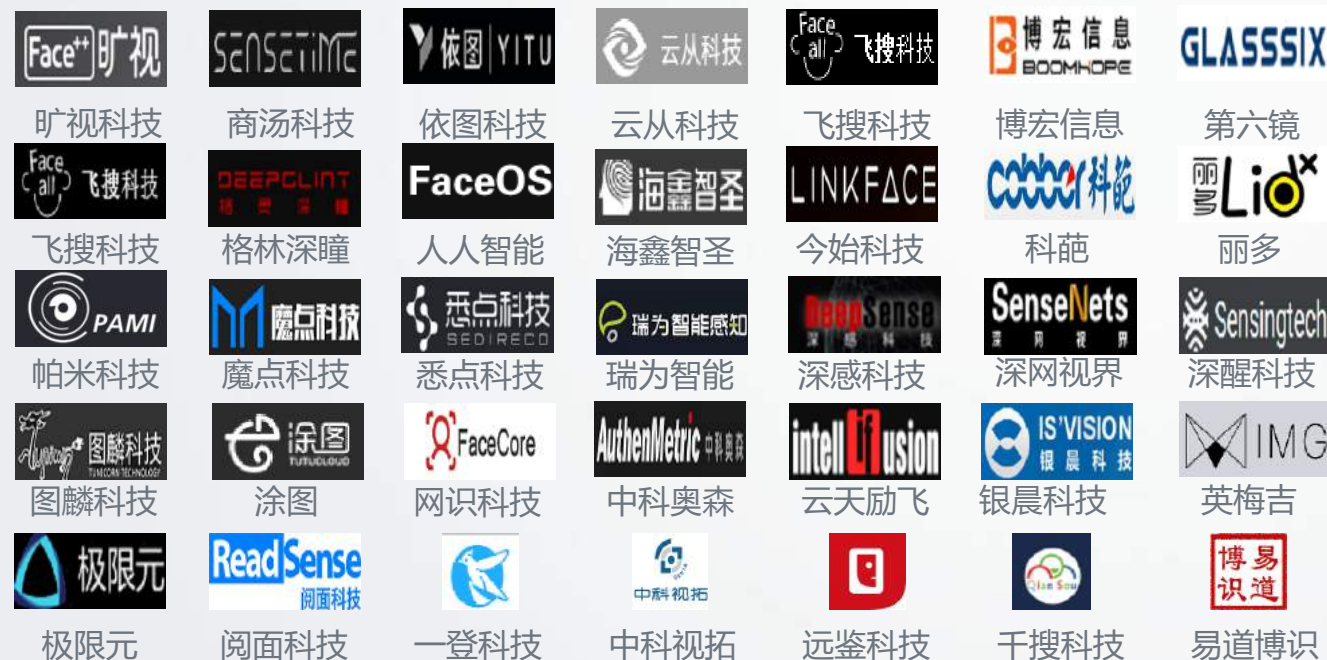 Face++ 旷视
SENSETIME
依图 YITU
云从科技
Face all 飞搜科技
博宏信息 BOOMHOPE
GLASSSIX
旷视科技 商汤科技 依图科技 云从科技 飞搜科技 博宏信息 第六镜
Face all 飞搜科技
DEEPGLINT 格灵深瞳
FaceOS
海鑫智圣
LINKFACE
cobber 科葩
丽多 Lidx
飞搜科技 格林深瞳 人人智能 海鑫智圣 今始科技 科葩 丽多
PAMI
魔点科技
悉点科技 SEDIRECO
瑞为智能感知
DeepSense 深感科技
SenseNets 深网视界
Sensingtech
帕米科技 魔点科技 悉点科技 瑞为智能 深感科技 深网视界 深醒科技
图麟科技 TUNICORN TECHNOLOGY
涂图 TUTUCLOUD
FaceCore
AuthenMetric 中科奥森
intellifusion
IS'VISION 银晨科技
IMG
图麟科技 涂图 网识科技 中科奥森 云天励飞 银晨科技 英梅吉
极限元
ReadSense 阅面科技
中科视拓
Qian Sou
博易识道
极限元 阅面科技 一登科技 中科视拓 远鉴科技 千搜科技 易道博识